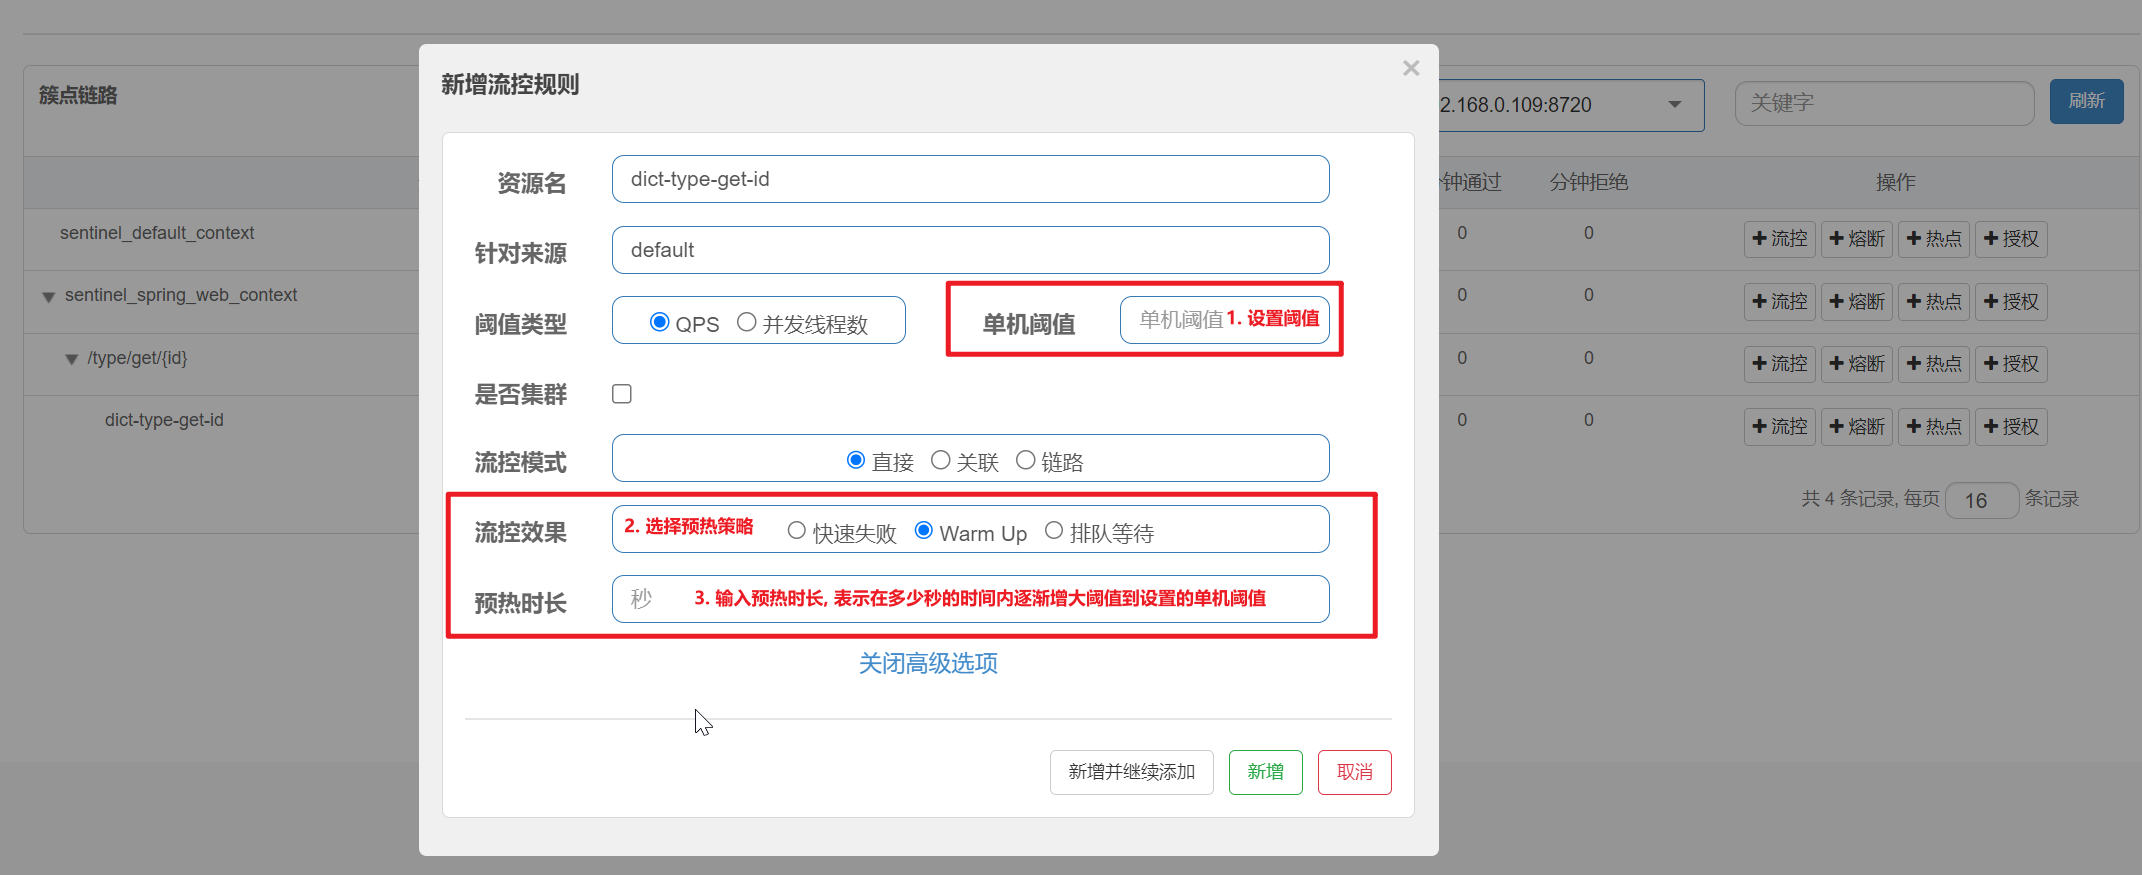 新增流控规则
×
簇点链路
2.168.0.109:8720
关键字
刷新
资源名
dict-type-get-id
钟通过
分钟拒绝
操作
sentinel_default_context
针对来源
default
0
0
流控
熔断
热点
授权
sentinel_spring_web_context
阈值类型
QPS
并发线程数
单机阈值
单机阈值
1. 设置阈值
0
0
流控
熔断
热点
授权
/type/get/{id}
是否集群
0
0
流控
熔断
热点
授权
dict-type-get-id
流控模式
直接
关联
链路
0
0
流控
熔断
热点
授权
共 4 条记录, 每页
16
条记录
流控效果
2. 选择预热策略
快速失败
Warm Up
排队等待
预热时长
秒
3. 输入预热时长, 表示在多少秒的时间内逐渐增大阈值到设置的单机阈值
关闭高级选项
新增并继续添加
新增
取消